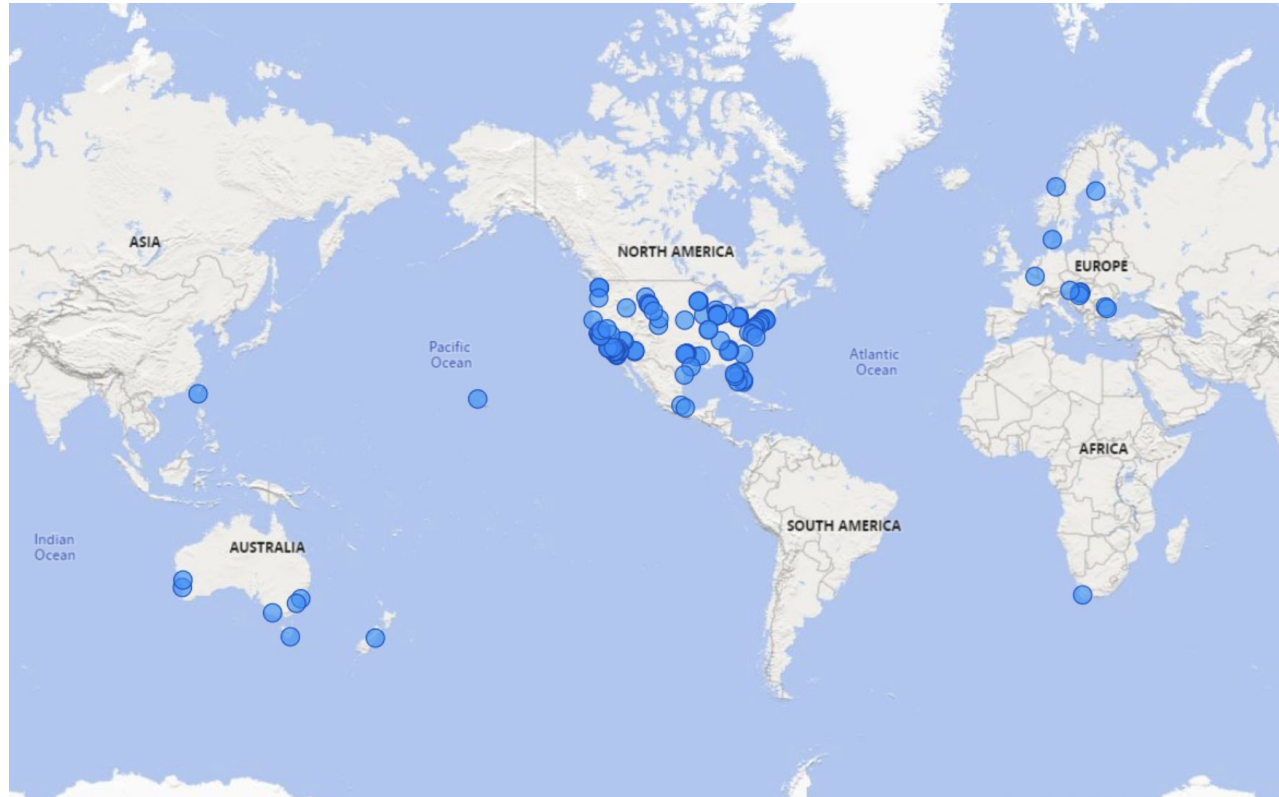 ASIA
NORTH AMERICA
EUROPE
Pacific
Ocean
Atlantic
Ocean
AFRICA
SOUTH AMERICA
Indian
Ocean
AUSTRALIA